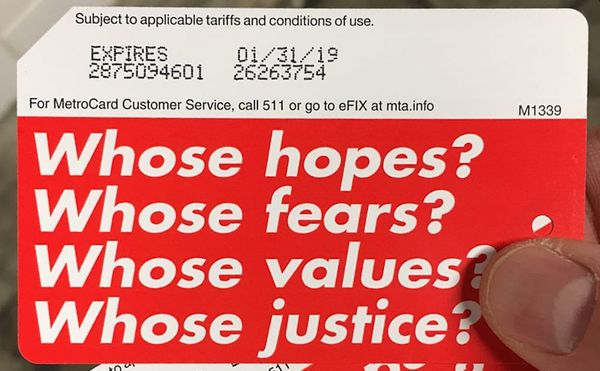 Subject to applicable tariffs and conditions of use.
EXPIRES 01/31/19
2875094601 26263754
For MetroCard Customer Service, call 511 or go to eFIX at mta.info
M1339
Whose hopes?
Whose fears?
Whose values?
Whose justice?